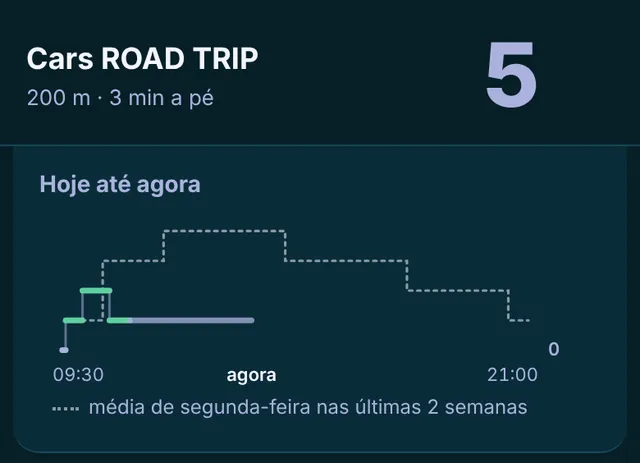 Cars ROAD TRIP
5
200 m · 3 min a pé
Hoje até agora
0
09:30
agora
21:00
média de segunda-feira nas últimas 2 semanas